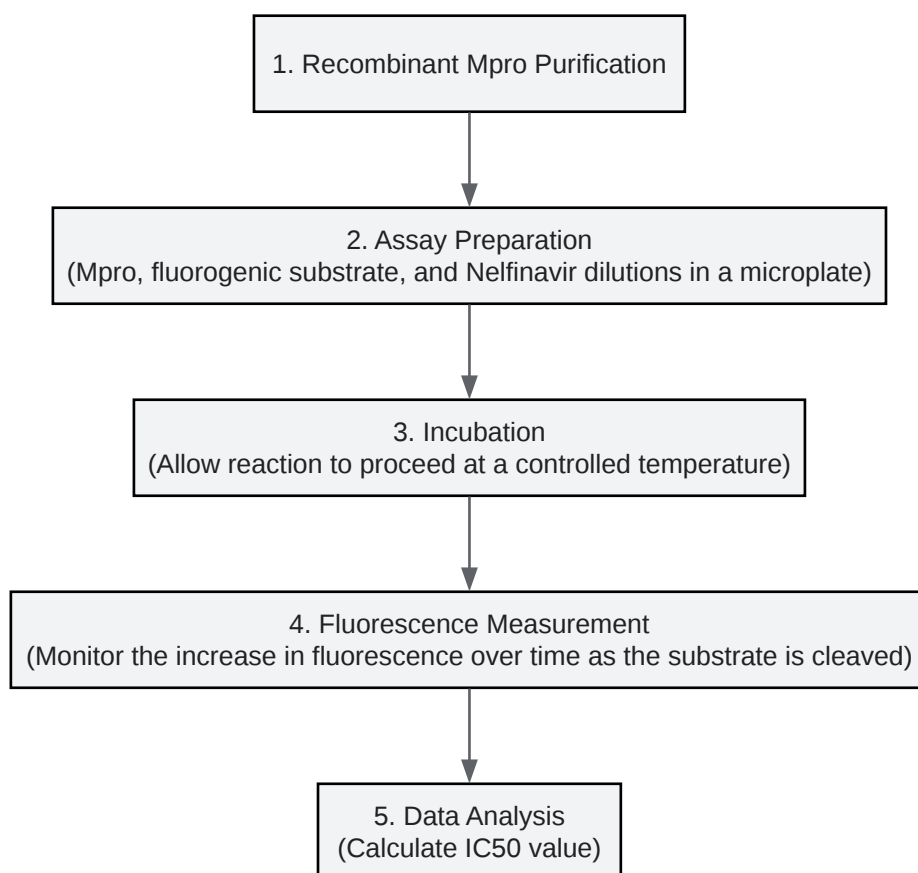 1. Recombinant Mpro Purification
2. Assay Preparation
(Mpro, fluorogenic substrate, and Nelfinavir dilutions in a microplate)
3. Incubation
(Allow reaction to proceed at a controlled temperature)
4. Fluorescence Measurement
(Monitor the increase in fluorescence over time as the substrate is cleaved)
5. Data Analysis
(Calculate IC50 value)